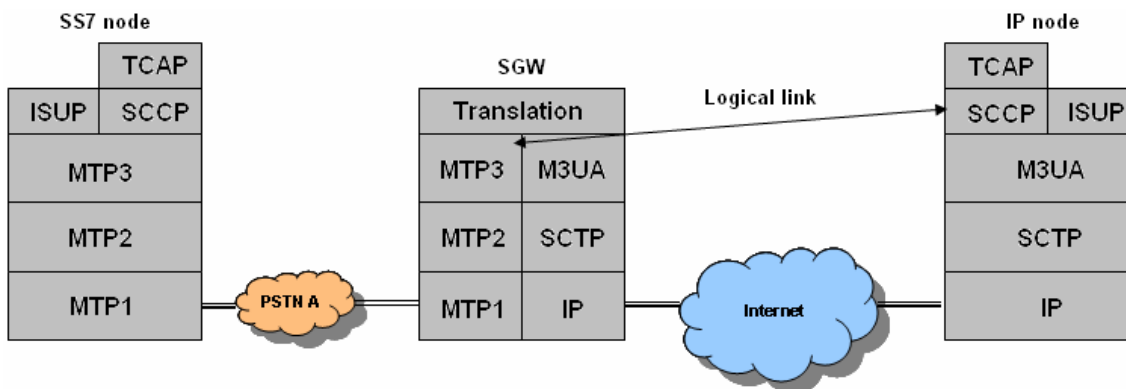 SS7 node
TCAP
ISUP
SCCP
MTP3
MTP2
MTP1
PSTN A
SGW
Translation
MTP3
M3UA
MTP2
SCTP
MTP1
IP
Logical link
Internet
IP node
TCAP
SCCP
ISUP
M3UA
SCTP
IP